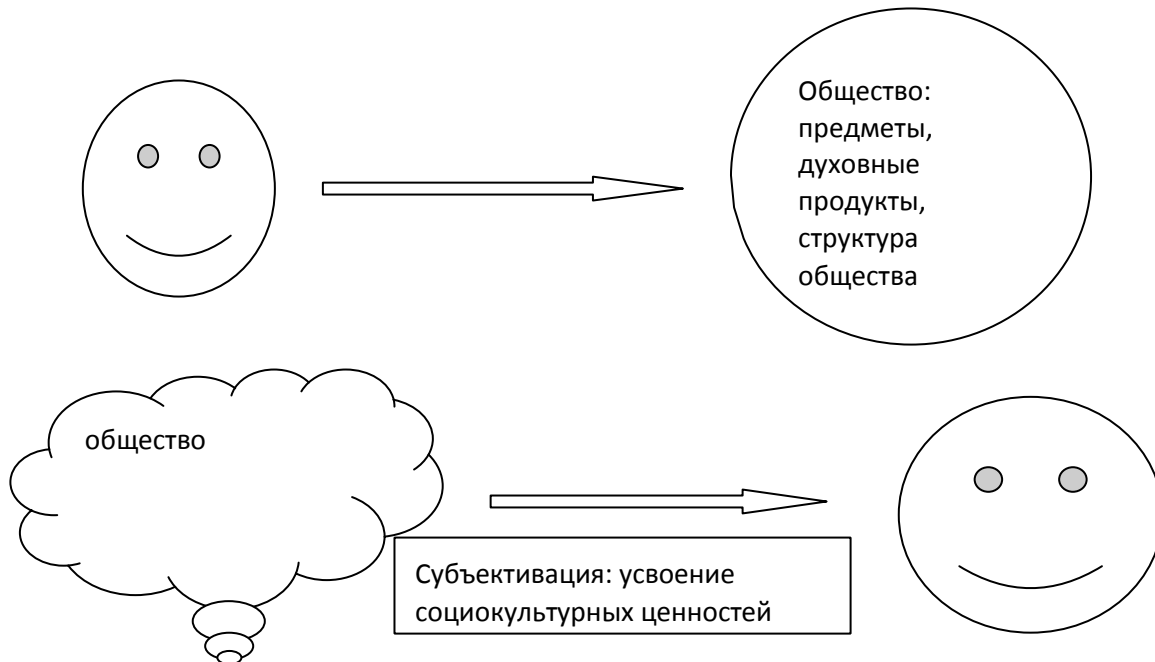 Общество:
предметы,
духовные
продукты,
структура
общества
общество
Субъективация: усвоение
социокультурных ценностей